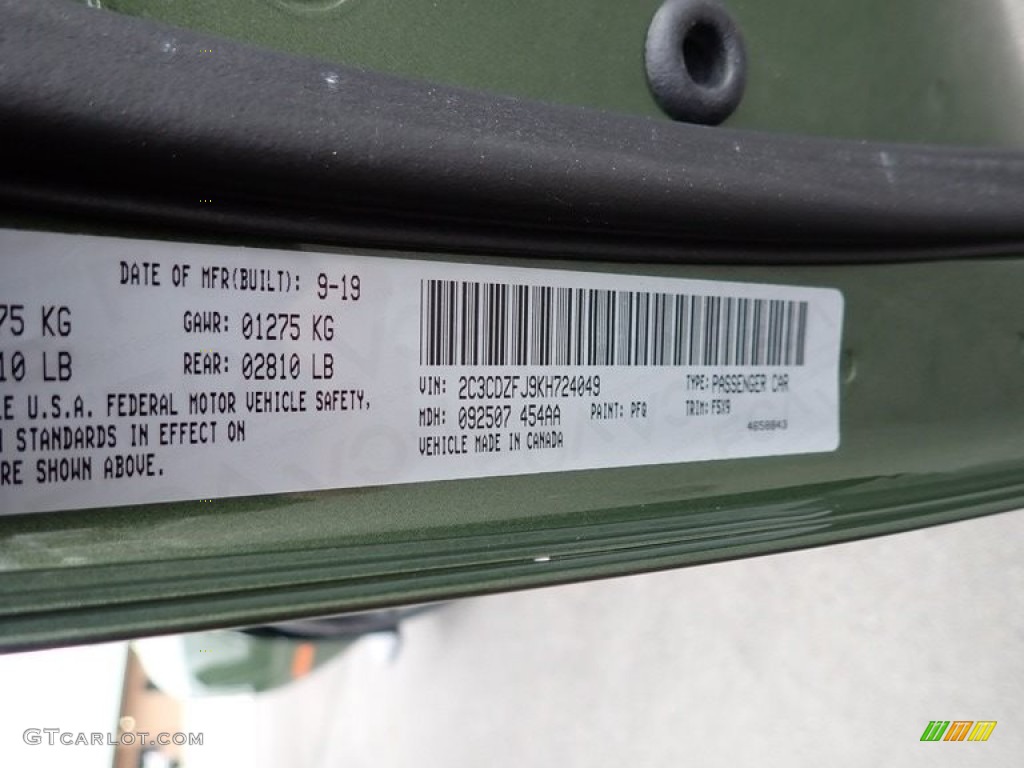 DATE OF MFR(BUILT): 9-19
75 KG GAWR: 01275 KG
10 LB REAR: 02810 LB
E U.S.A. FEDERAL MOTOR VEHICLE SAFETY,
STANDARDS IN EFFECT ON
RE SHOWN ABOVE.
VIN: 2C3CDZFJ9KH724049 TYPE: PASSENGER CAR
MDH: 092507 454AA PAINT: PFQ TRIM: F5X9
VEHICLE MADE IN CANADA 4658843
GTCARLOT.COM